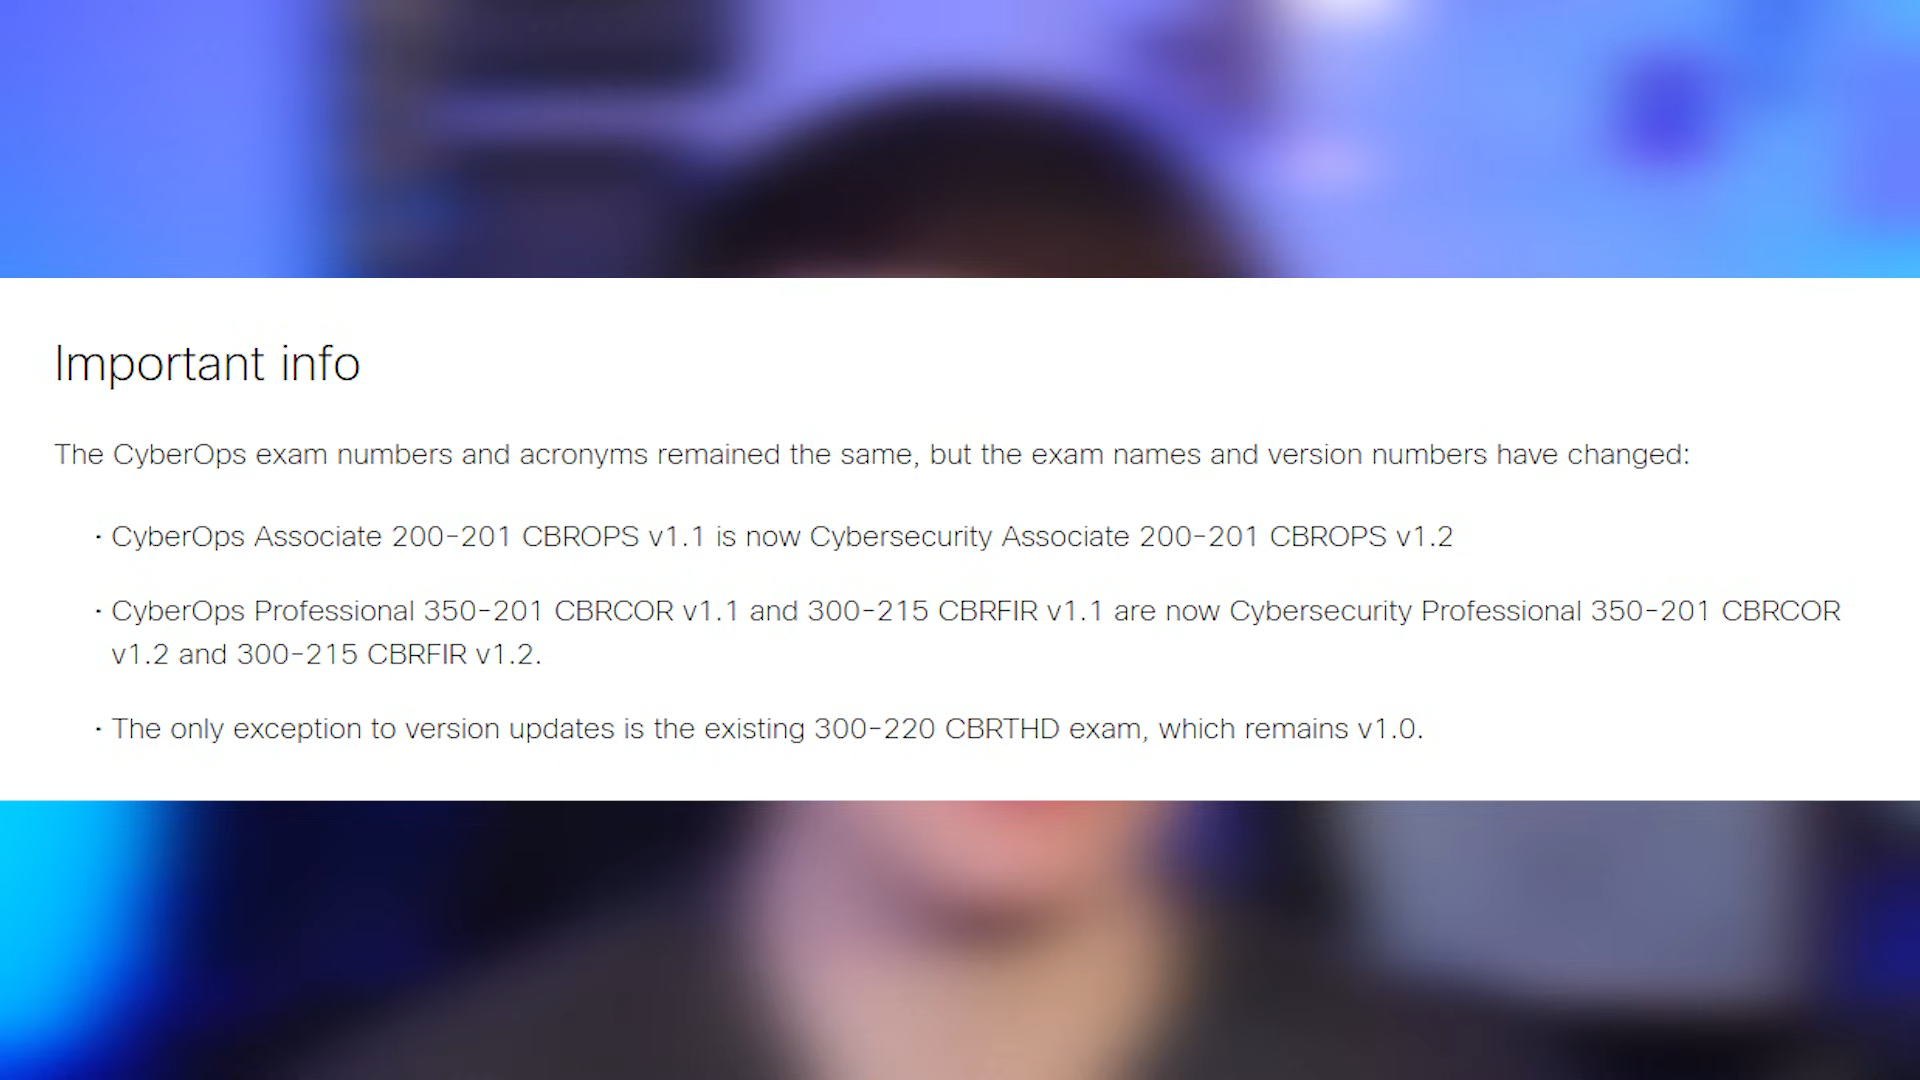 Important info
The CyberOps exam numbers and acronyms remained the same, but the exam names and version numbers have changed:
· CyberOps Associate 200-201 CBROPS v1.1 is now Cybersecurity Associate 200-201 CBROPS v1.2
· CyberOps Professional 350-201 CBRCOR v1.1 and 300-215 CBRFIR v1.1 are now Cybersecurity Professional 350-201 CBRCOR
v1.2 and 300-215 CBRFIR v1.2.
· The only exception to version updates is the existing 300-220 CBRTHD exam, which remains v1.0.